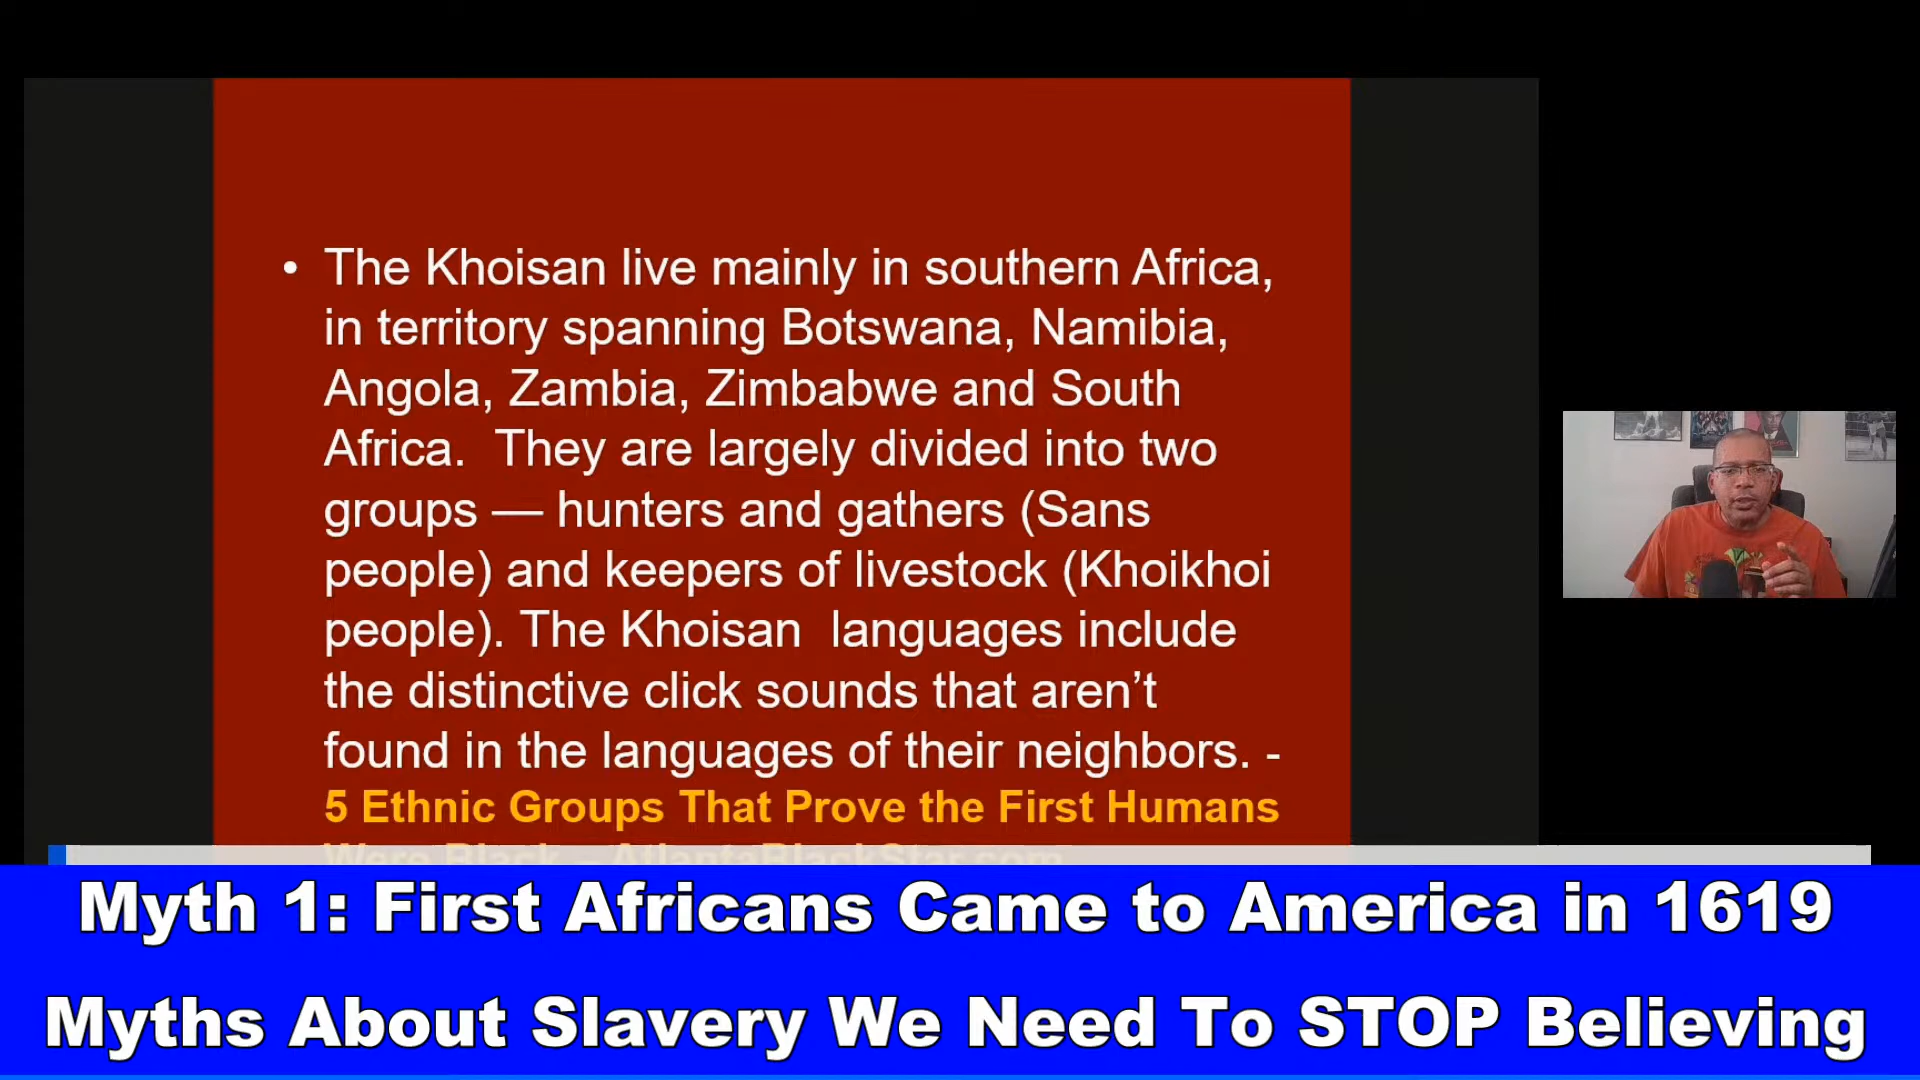 • The Khoisan live mainly in southern Africa,
in territory spanning Botswana, Namibia,
Angola, Zambia, Zimbabwe and South
Africa.  They are largely divided into two
groups — hunters and gathers (Sans
people) and keepers of livestock (Khoikhoi
people). The Khoisan  languages include
the distinctive click sounds that aren’t
found in the languages of their neighbors. -
5 Ethnic Groups That Prove the First Humans
Were Black - AtlantaBlackStar.com
Myth 1: First Africans Came to America in 1619
Myths About Slavery We Need To STOP Believing